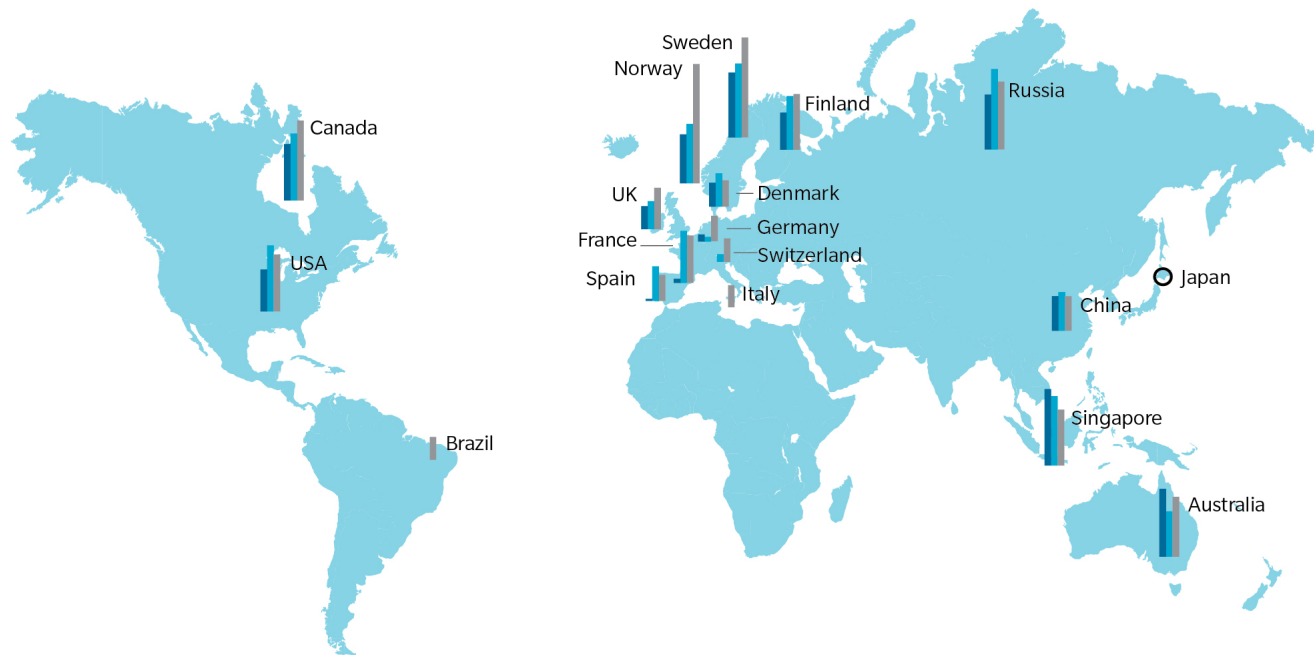 Sweden
Norway
Russia
Finland
Canada
Denmark
UK
Germany
France
Switzerland
USA
Spain
Japan
Italy
China
Singapore
Brazil
Australia